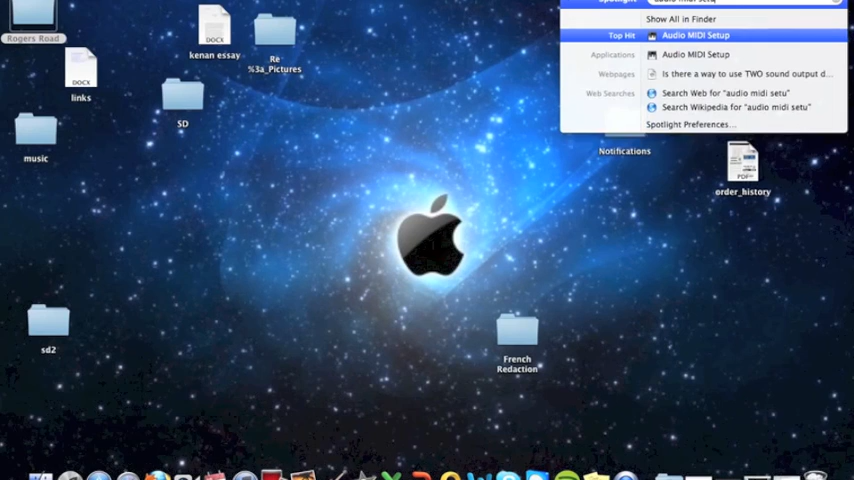 Spotlight
Show All in Finder
Top Hit Audio MIDI Setup
Applications Audio MIDI Setup
Webpages Is there a way to use TWO sound output d...
Web Searches Search Web for "audio midi setu"
Search Wikipedia for "audio midi setu"
Spotlight Preferences...
Rogers Road
kenan essay
Re
%3a_Pictures
DOCX
DOCX
links
SD
music
Notifications
PDF
order_history
sd2
French
Redaction